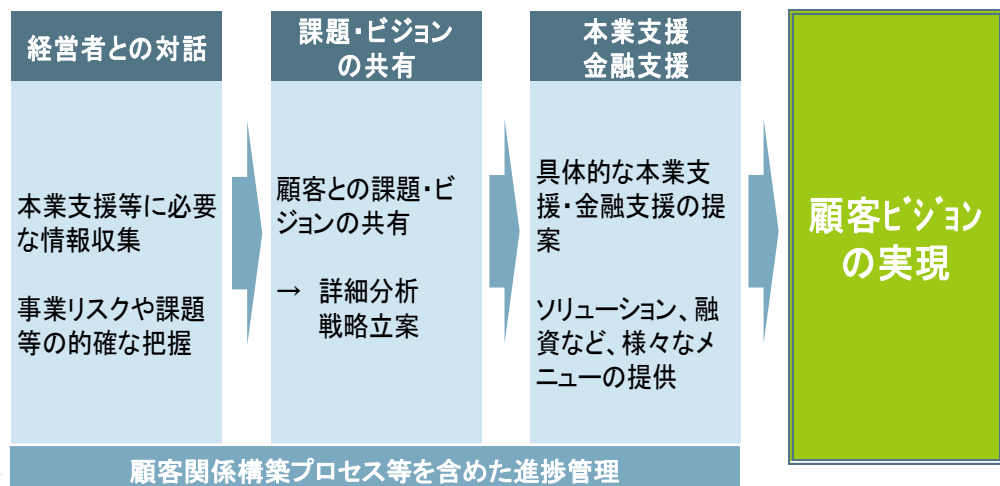 経営者との対話
本業支援等に必要
な情報収集
事業リスクや課題
等の的確な把握
課題・ビジョン
の共有
顧客との課題・ビ
ジョンの共有
→ 詳細分析
戦略立案
本業支援
金融支援
具体的な本業支
援・金融支援の提
案
ソリューション、融
資など、様々なメ
ニューの提供
顧客ﾋﾞｼﾞｮﾝ
の実現
顧客関係構築プロセス等を含めた進捗管理